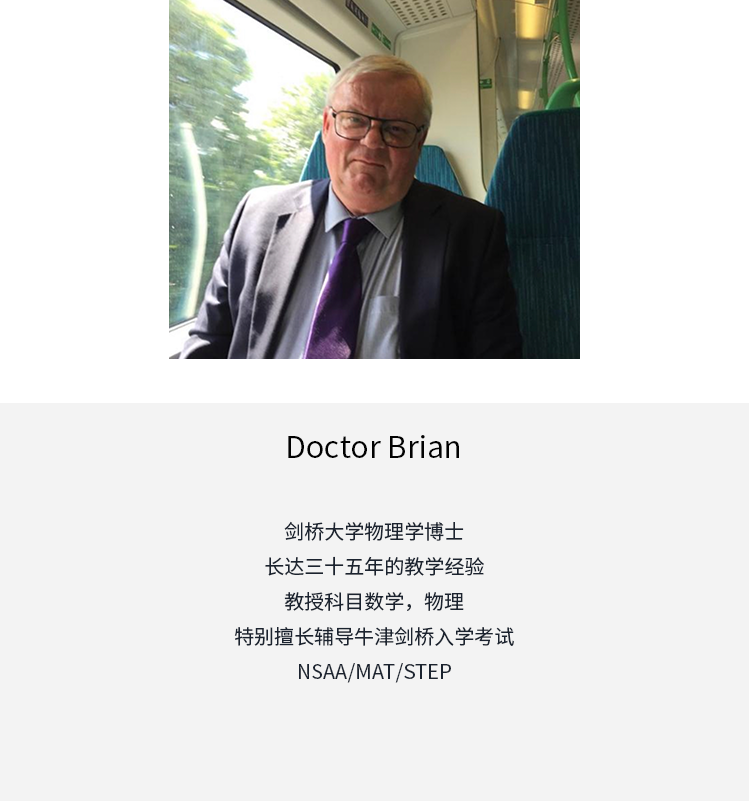 Doctor Brian
剑桥大学物理学博士
长达三十五年的教学经验
教授科目数学，物理
特别擅长辅导牛津剑桥入学考试
NSAA/MAT/STEP